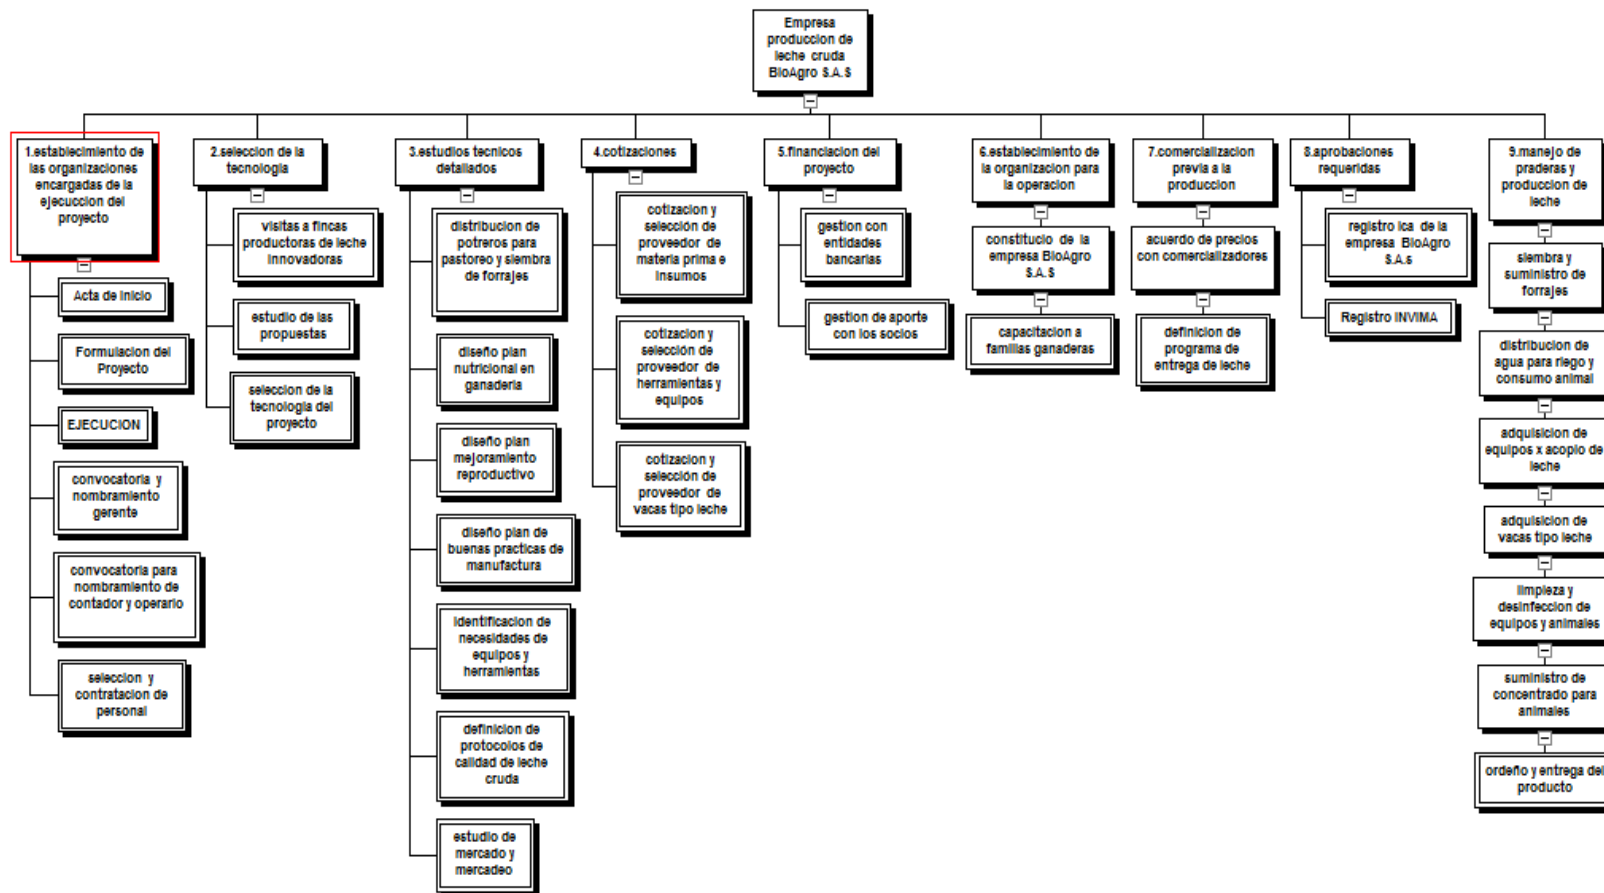 Empresa
produccion de
leche cruda
BioAgro S.A.S
1.establecimiento de
las organizaciones
encargadas de la
ejecuccion del
proyecto
Acta de inicio
Formulacion del
Proyecto
EJECUCION
convocatoria y
nombramiento
gerente
convocatoria para
nombramiento de
contador y operario
seleccion y
contratacion de
personal
2.seleccion de la
tecnologia
visitas a fincas
productoras de leche
innovadoras
estudio de las
propuestas
seleccion de la
tecnologia del
proyecto
3.estudios tecnicos
detallados
distribucion de
potreros para
pastoreo y siembra
de forrajes
diseño plan
nutricional en
ganaderia
diseño plan
mejoramiento
reproductivo
diseño plan de
buenas practicas de
manufactura
identificacion de
necesidades de
equipos y
herramientas
definicion de
protocolos de
calidad de leche
cruda
estudio de
mercado y
mercadeo
4.cotizaciones
cotizacion y
selección de
proveedor de
materia prima e
insumos
cotizacion y
selección de
proveedor de
herramientas y
equipos
cotizacion y
selección de
proveedor de
vacas tipo leche
5.financiacion del
proyecto
gestion con
entidades
bancarias
gestion de aporte
con los socios
6.establecimiento de
la organizacion para
la operacion
constitucio de la
empresa BioAgro
S.A.S
capacitacion a
familias ganaderas
7.comercializacion
previa a la
produccion
acuerdo de precios
con comercializadores
definicion de
programa de
entrega de leche
8.aprobaciones
requeridas
registro ica de la
empresa BioAgro
S.A.s
Registro INVIMA
9.manejo de
praderas y
produccion de
leche
siembra y
suministro de
forrajes
distribucion de
agua para riego y
consumo animal
adquisicion de
equipos x acopio de
leche
adquisicion de
vacas tipo leche
limpieza y
desinfeccion de
equipos y animales
suministro de
concentrado para
animales
ordeño y entrega del
producto